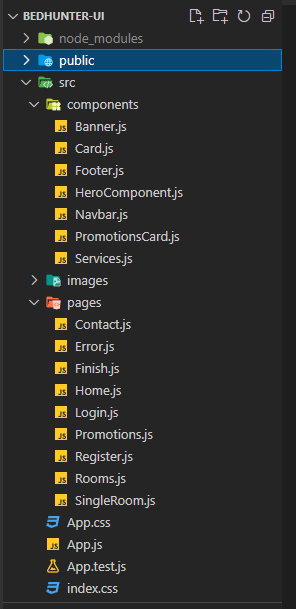 BEDHUNTER-UI
node_modules
public
src
components
Banner.js
Card.js
Footer.js
HeroComponent.js
Navbar.js
PromotionsCard.js
Services.js
images
pages
Contact.js
Error.js
Finish.js
Home.js
Login.js
Promotions.js
Register.js
Rooms.js
SingleRoom.js
App.css
App.js
App.test.js
index.css